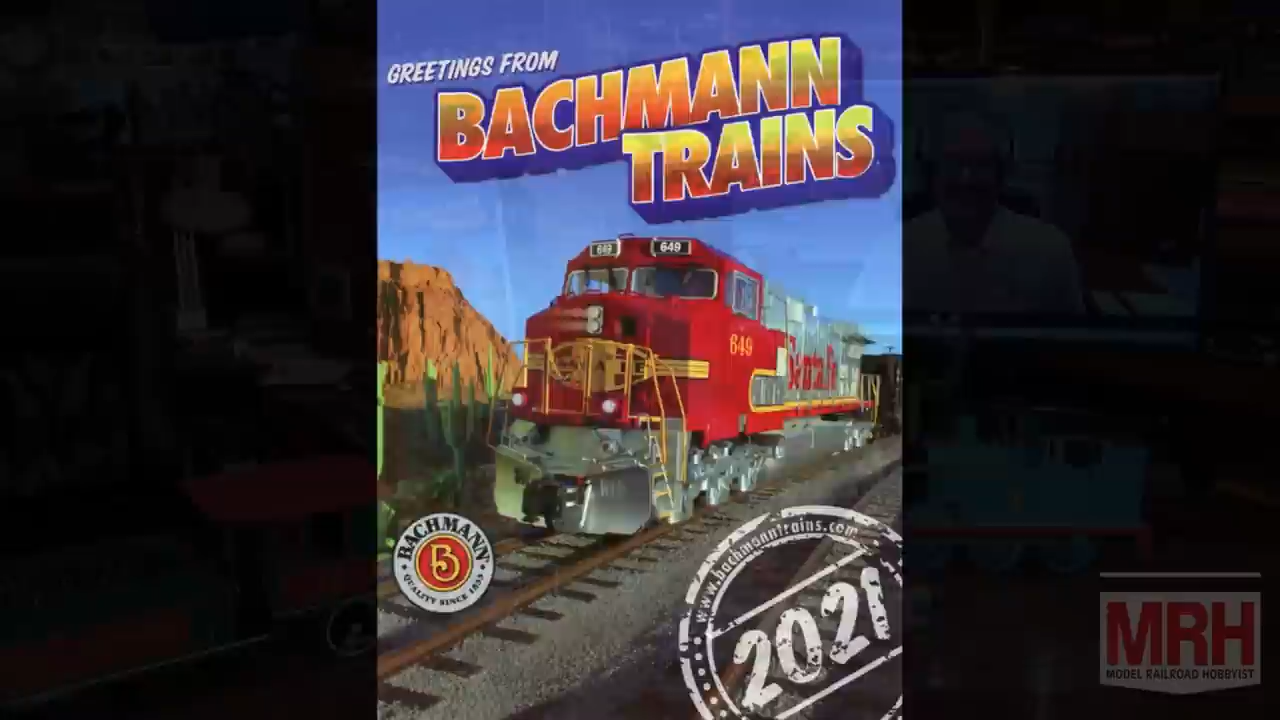 GREETINGS FROM
BACHMANN
TRAINS
649 649
649
Santa Fe
BACHMANN
B
QUALITY SINCE 1833
www.bachmanntrains.com
2021
MRH
MODEL RAILROAD HOBBYIST